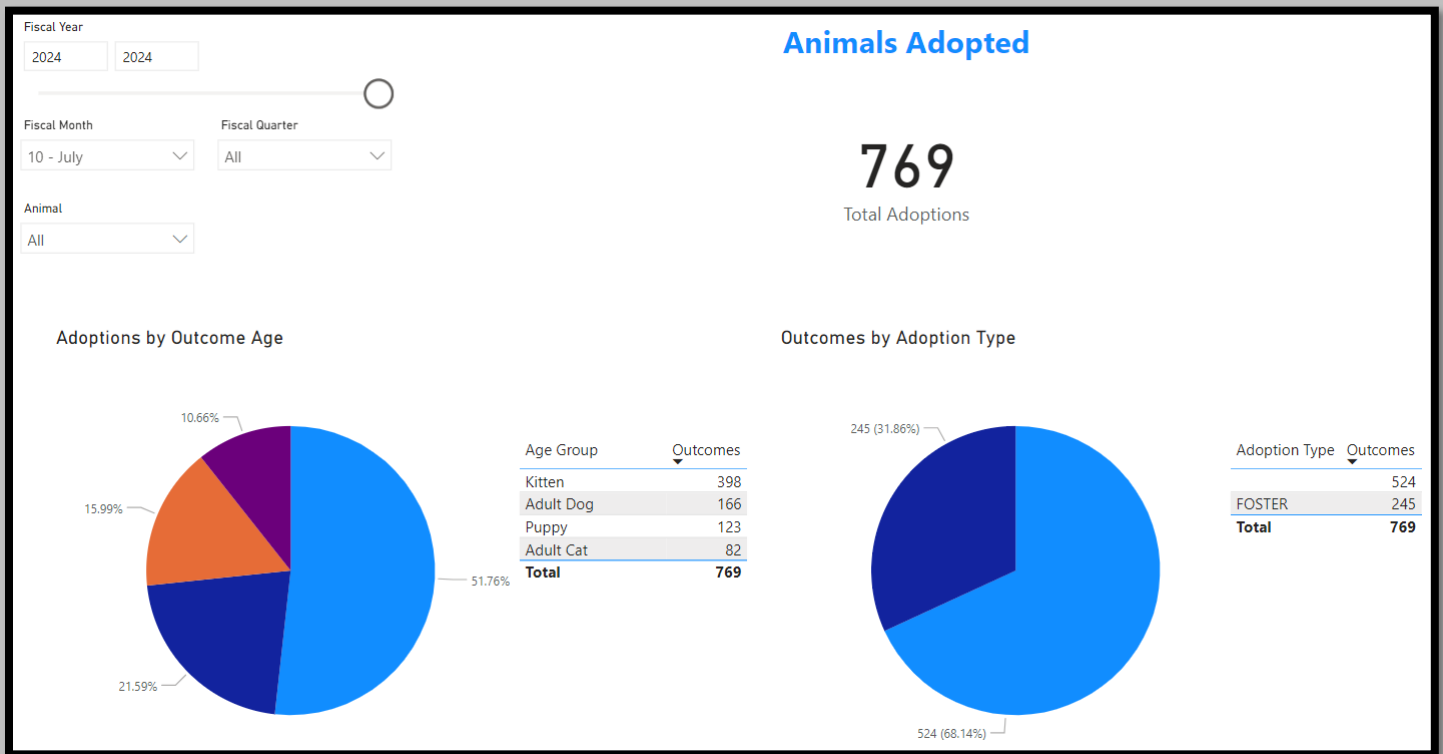 Fiscal Year
2024 2024
Fiscal Month Fiscal Quarter
10 - July All
Animal
All
Animals Adopted
769
Total Adoptions
Adoptions by Outcome Age
10.66%
15.99%
21.59%
51.76%
Age Group Outcomes
Kitten 398
Adult Dog 166
Puppy 123
Adult Cat 82
Total 769
Outcomes by Adoption Type
245 (31.86%)
524 (68.14%)
Adoption Type Outcomes
524
FOSTER 245
Total 769